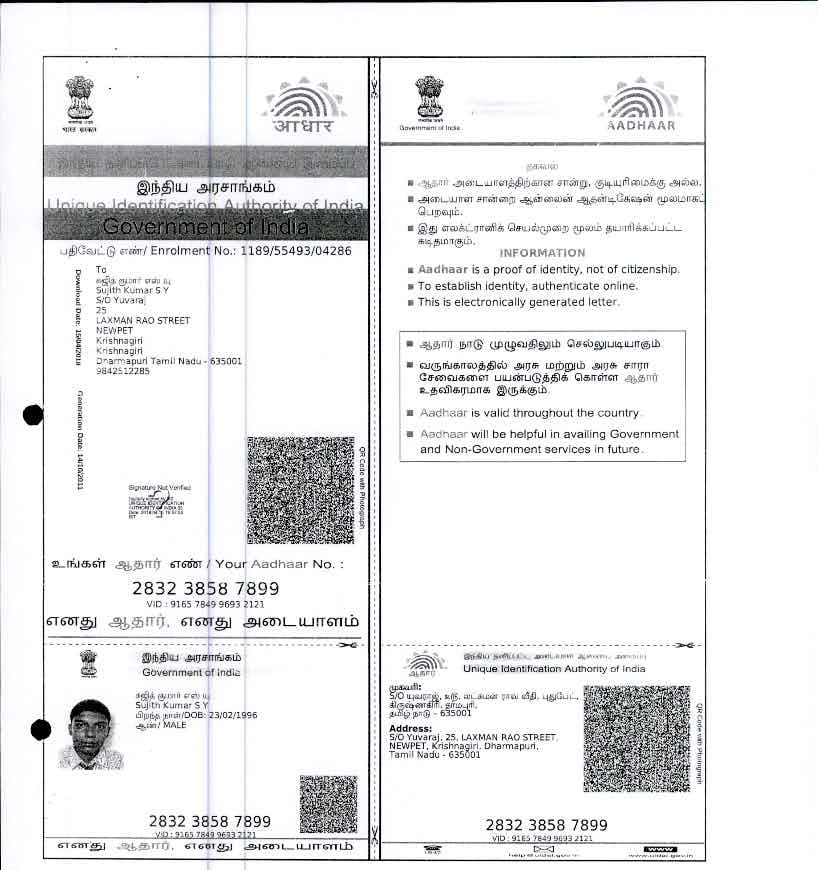 भारत सरकार
आधार
இந்திய அரசாங்கம்
Unique Identification Authority of India
Government of India
பதிவேட்டு எண்/ Enrolment No.: 1189/55493/04286
Download Date: 15/04/2018
Generation Date: 14/10/2011
To
சுஜித் குமார் எஸ் யு
Sujith Kumar S Y
S/O Yuvaraj
25
LAXMAN RAO STREET
NEWPET
Krishnagiri
Krishnagiri
Dharmapuri Tamil Nadu - 635001
9842512285
QR Code with Photograph
Signature Not Verified
UNIQUE IDENTIFICATION
AUTHORITY OF INDIA
உங்கள் ஆதார் எண் / Your Aadhaar No. :
2832 3858 7899
VID : 9165 7849 9693 2121
எனது ஆதார், எனது அடையாளம்
Government of India
AADHAAR
தகவல்
ஆதார் அடையாளத்திற்கான சான்று, குடியுரிமைக்கு அல்ல.
அடையாள சான்றை ஆன்லைன் ஆதன்டிகேஷன் மூலமாகப்
பெறவும்.
இது எலக்ட்ரானிக் செயல்முறை மூலம் தயாரிக்கப்பட்ட
கடிதமாகும்.
INFORMATION
Aadhaar is a proof of identity, not of citizenship.
To establish identity, authenticate online.
This is electronically generated letter.
ஆதார் நாடு முழுவதிலும் செல்லுபடியாகும்
வருங்காலத்தில் அரசு மற்றும் அரசு சாரா
சேவைகளை பயன்படுத்திக் கொள்ள ஆதார்
உதவிகரமாக இருக்கும்.
Aadhaar is valid throughout the country.
Aadhaar will be helpful in availing Government
and Non-Government services in future.
இந்திய அரசாங்கம்
Government of India
சுஜித் குமார் எஸ் யு
Sujith Kumar S Y
பிறந்த நாள்/DOB: 23/02/1996
ஆண்/ MALE
2832 3858 7899
VID : 9165 7849 9693 2121
எனது ஆதார், எனது அடையாளம்
ஆதார்
Unique Identification Authority of India
முகவரி:
S/O யுவராஜ், உரு, லட்சுமன் ராவ் வீதி, புதுபேட்,
கிருஷ்ணகிரி, தர்மபுரி,
தமிழ் நாடு - 635001
Address:
S/O Yuvaraj, 25, LAXMAN RAO STREET,
NEWPET, Krishnagiri, Dharmapuri,
Tamil Nadu - 635001
QR Code with Photograph
2832 3858 7899
VID : 9165 7849 9693 2121
1947
help@uidai.gov.in
www
www.uidai.gov.in